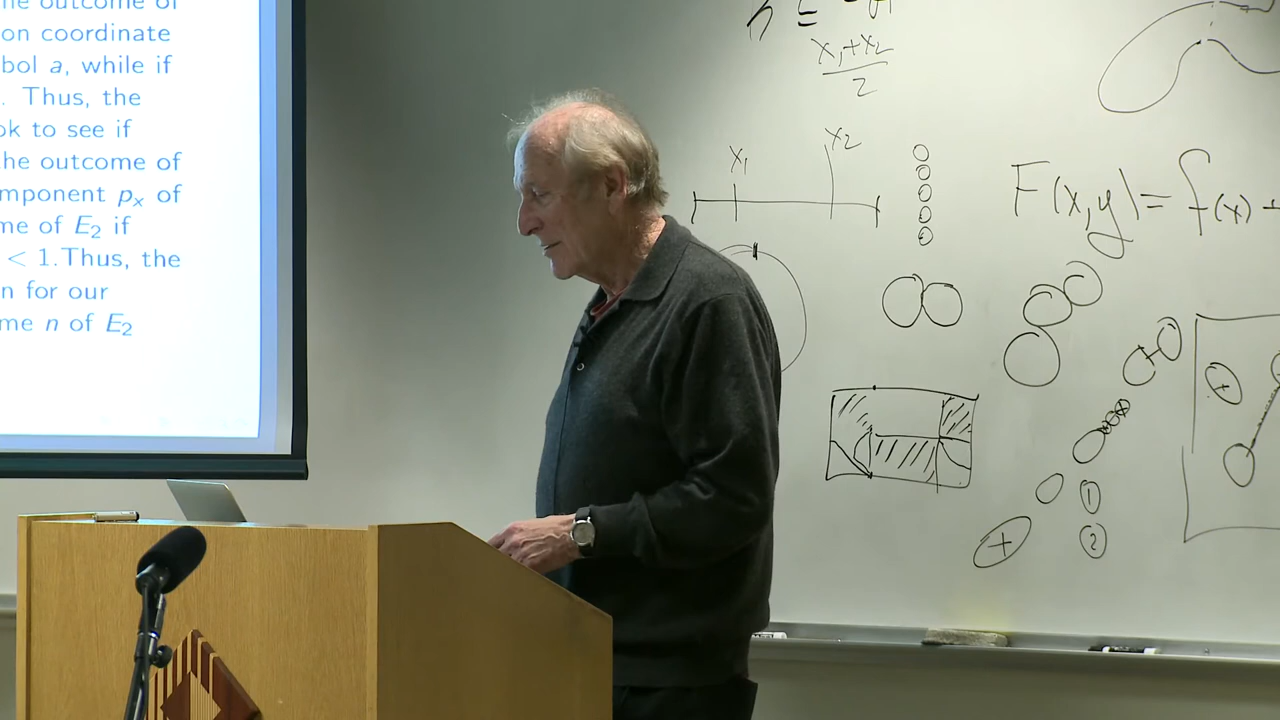 he outcome of
on coordinate
bol a, while if
. Thus, the
ok to see if
he outcome of
mponent pₓ of
me of E₂ if
< 1.Thus, the
n for our
me n of E₂
x₁+x₂
2
x₁
x₂
F(x,y)=f(x)+
+
1
+
2